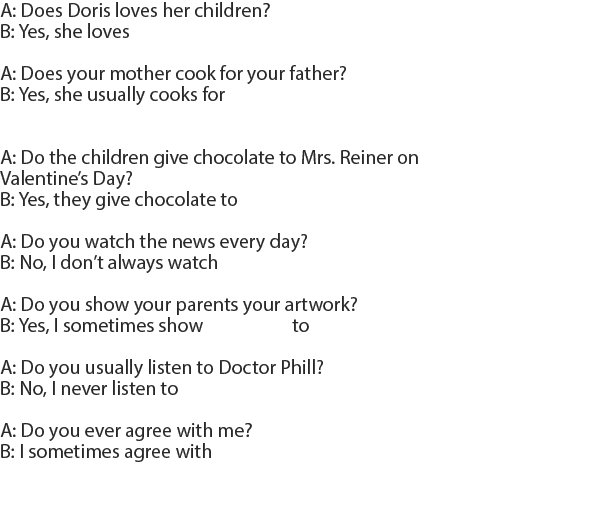 A: Does Doris loves her children?
B: Yes, she loves
A: Does your mother cook for your father?
B: Yes, she usually cooks for
A: Do the children give chocolate to Mrs. Reiner on
Valentine’s Day?
B: Yes, they give chocolate to
A: Do you watch the news every day?
B: No, I don’t always watch
A: Do you show your parents your artwork?
B: Yes, I sometimes show to
A: Do you usually listen to Doctor Phill?
B: No, I never listen to
A: Do you ever agree with me?
B: I sometimes agree with